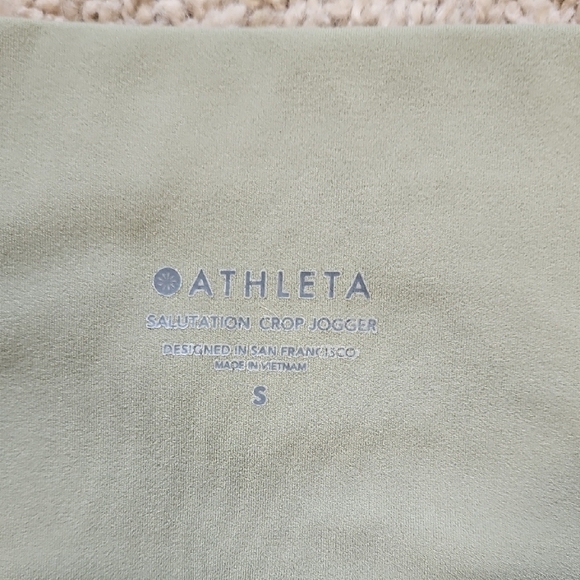 ATHLETA
SALUTATION CROP JOGGER
DESIGNED IN SAN FRANCISCO
MADE IN VIETNAM
S